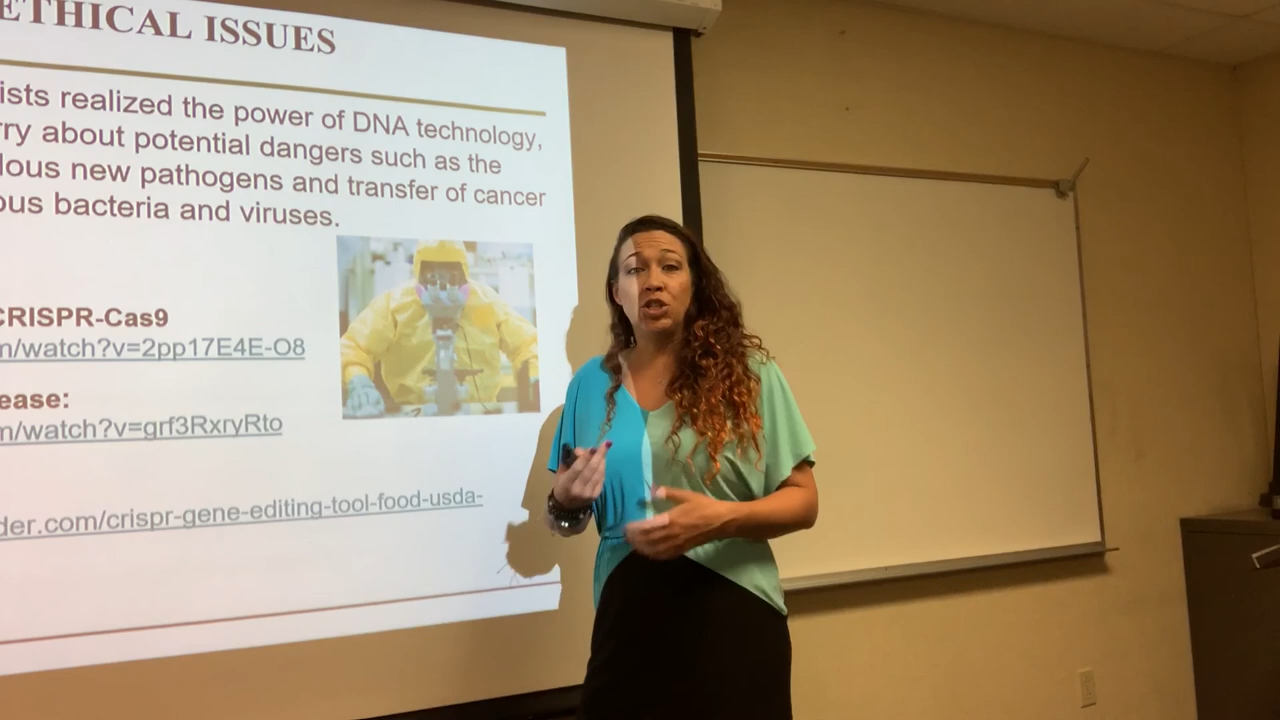 ETHICAL ISSUES
ists realized the power of DNA technology,
rry about potential dangers such as the
lous new pathogens and transfer of cancer
ous bacteria and viruses.
CRISPR-Cas9
m/watch?v=2pp17E4E-O8
ease:
m/watch?v=grf3RxryRto
der.com/crispr-gene-editing-tool-food-usda-